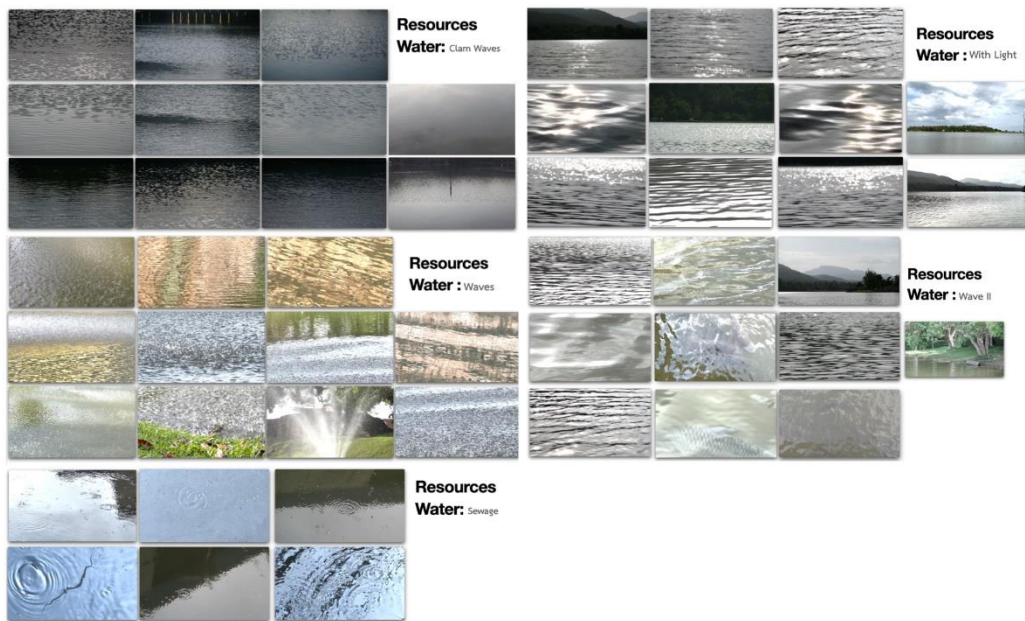 Resources
Water: Clam Waves
Resources
Water : With Light
Resources
Water : Waves
Resources
Water : Wave II
Resources
Water: Sewage